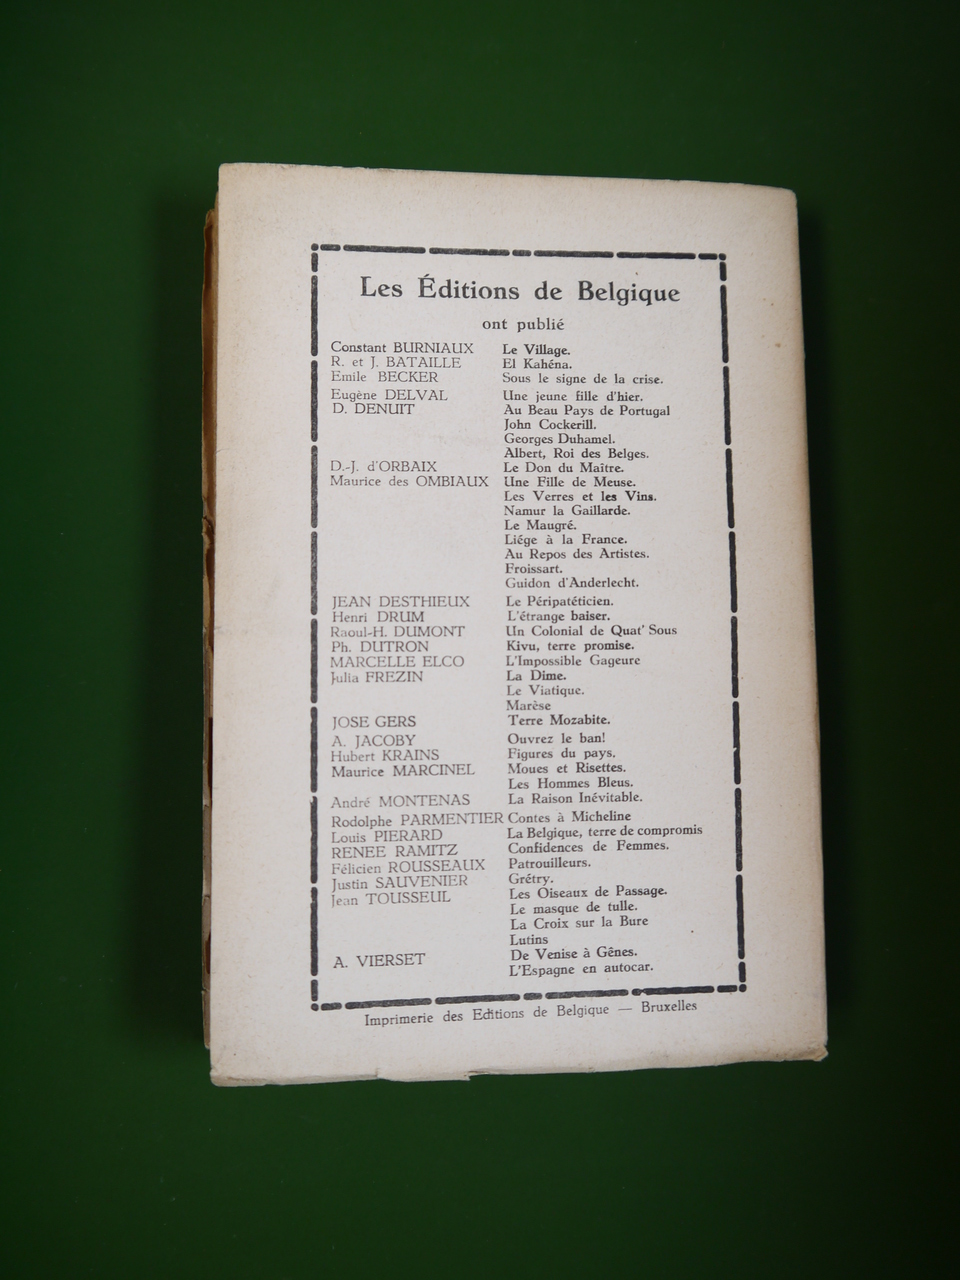 Les Éditions de Belgique
ont publié
Constant BURNIAUX Le Village.
R. et J. BATAILLE El Kahéna.
Emile BECKER Sous le signe de la crise.
Eugène DELVAL Une jeune fille d'hier.
D. DENUIT Au Beau Pays de Portugal
John Cockerill.
Georges Duhamel.
Albert, Roi des Belges.
D.-J. d'ORBAIX Le Don du Maître.
Maurice des OMBIAUX Une Fille de Meuse.
Les Verres et les Vins.
Namur la Gaillarde.
Le Maugré.
Liége à la France.
Au Repos des Artistes.
Froissart.
Guidon d'Anderlecht.
JEAN DESTHIEUX Le Péripatéticien.
Henri DRUM L'étrange baiser.
Raoul-H. DUMONT Un Colonial de Quat' Sous
Ph. DUTRON Kivu, terre promise.
MARCELLE ELCO L'Impossible Gageure
Julia FREZIN La Dime.
Le Viatique.
Marèse
JOSE GERS Terre Mozabite.
A. JACOBY Ouvrez le ban!
Hubert KRAINS Figures du pays.
Maurice MARCINEL Moues et Risettes.
Les Hommes Bleus.
André MONTENAS La Raison Inévitable.
Rodolphe PARMENTIER Contes à Micheline
Louis PIERARD La Belgique, terre de compromis
RENEE RAMITZ Confidences de Femmes.
Félicien ROUSSEAUX Patrouilleurs.
Justin SAUVENIER Grétry.
Jean TOUSSEUL Les Oiseaux de Passage.
Le masque de tulle.
La Croix sur la Bure
Lutins
A. VIERSET De Venise à Gênes.
L'Espagne en autocar.
Imprimerie des Editions de Belgique — Bruxelles